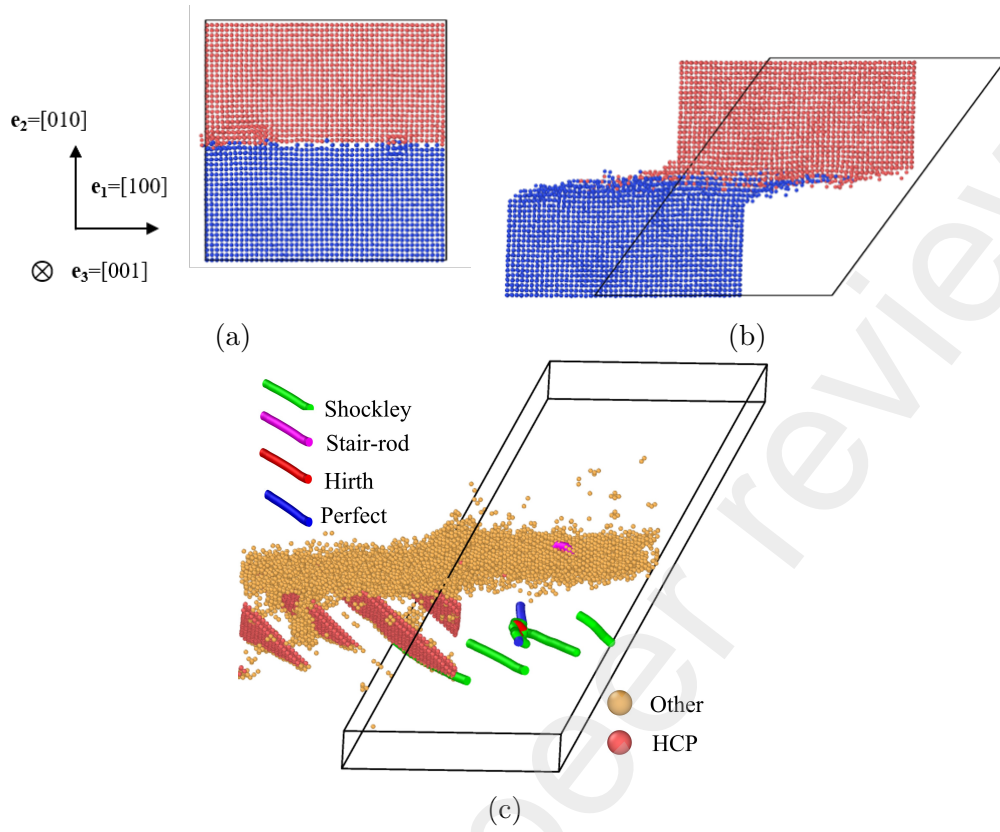 e₂=[010]
e₁=[100]
e₃=[001]
(a)
(b)
Shockley
Stair-rod
Hirth
Perfect
Other
HCP
(c)
peer review